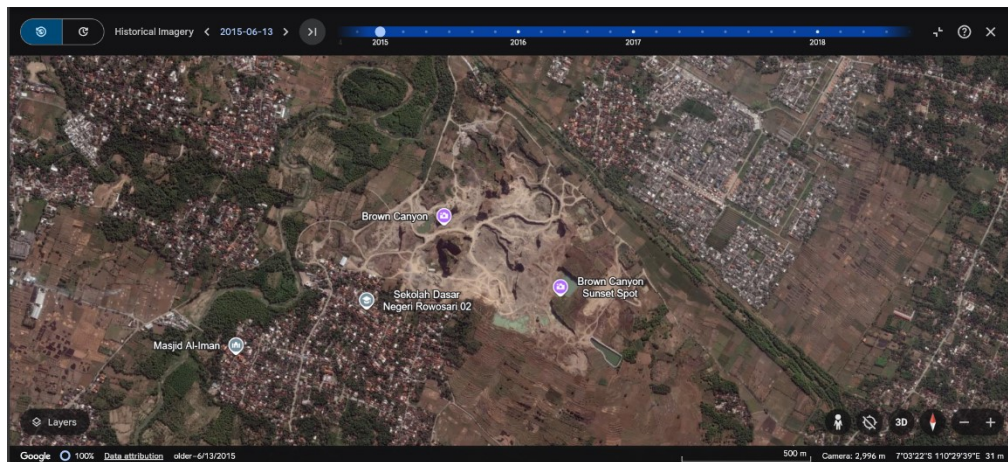 Historical Imagery
2015-06-13
2015
2016
2017
2018
Brown Canyon
Brown Canyon
Sunset Spot
Sekolah Dasar
Negeri Rowosari 02
Masjid Al-Iman
Layers
3D
Google
100%
Data attribution
older-6/13/2015
500 m
Camera: 2,996 m
7°03'22"S 110°29'39"E
31 m